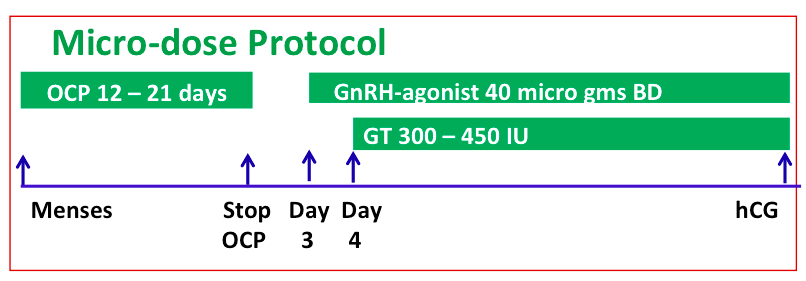 Micro-dose Protocol
OCP 12 – 21 days
GnRH-agonist 40 micro gms BD
GT 300 – 450 IU
Menses
Stop
OCP
Day
3
Day
4
hCG